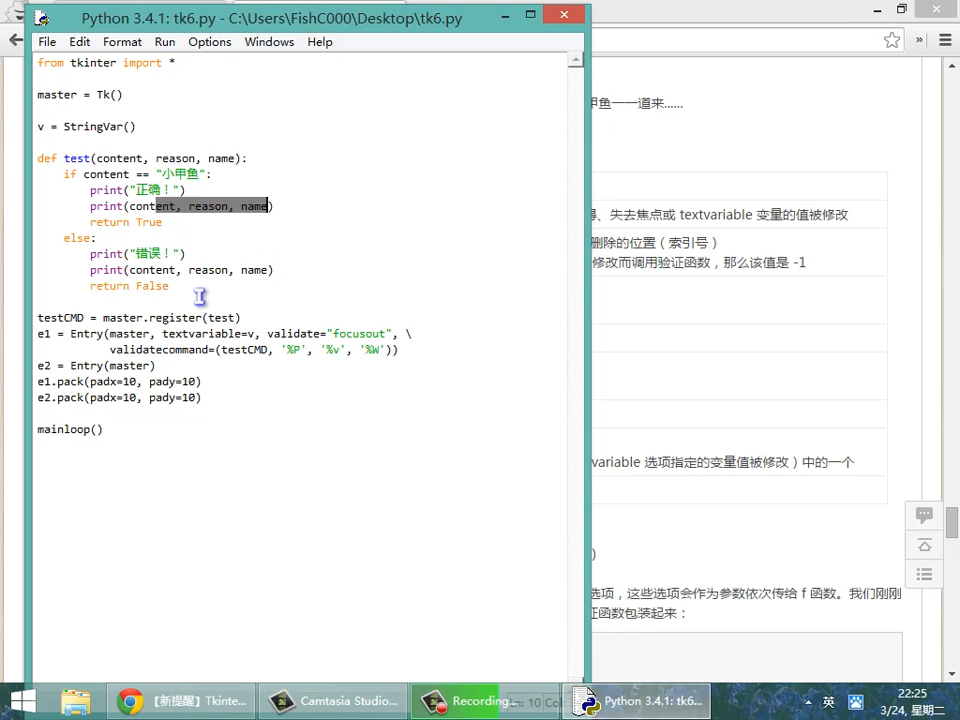 Python 3.4.1: tk6.py - C:\Users\FishC000\Desktop\tk6.py
File Edit Format Run Options Windows Help
from tkinter import *
master = Tk()
v = StringVar()
def test(content, reason, name):
if content == "小甲鱼":
print("正确！")
print(content, reason, name)
return True
else:
print("错误！")
print(content, reason, name)
return False
testCMD = master.register(test)
e1 = Entry(master, textvariable=v, validate="focusout", \
validatecommand=(testCMD, '%P', '%v', '%W'))
e2 = Entry(master)
e1.pack(padx=10, pady=10)
e2.pack(padx=10, pady=10)
mainloop()
»
甲鱼一一道来......
、失去焦点或 textvariable 变量的值被修改
删除的位置（索引号）
修改而调用验证函数，那么该值是 -1
variable 选项指定的变量值被修改）中的一个
)
选项，这些选项会作为参数依次传给 f 函数。我们刚刚
证函数包装起来：
【新提醒】Tkinte...
Camtasia Studio...
Recording...
Python 3.4.1: tk6...
英
22:25
3/24, 星期二